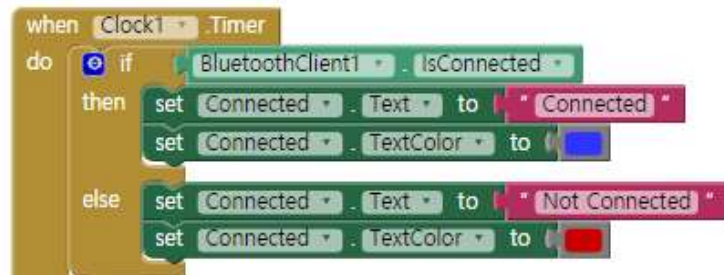 when Clock1 .Timer
do if BluetoothClient1 . IsConnected
then set Connected . Text to " Connected "
set Connected . TextColor to
else set Connected . Text to " Not Connected "
set Connected . TextColor to